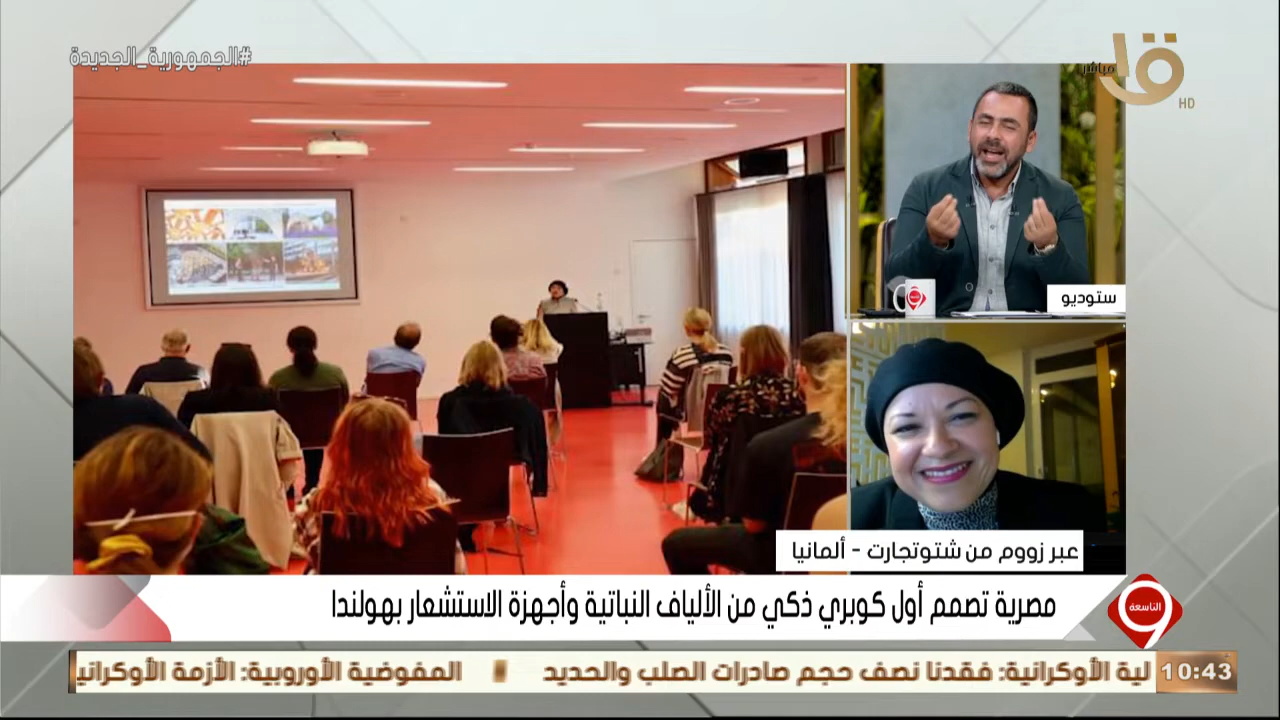 #الجمهورية_الجديدة
مباشر
HD
ستوديو
عبر زووم من شتوتجارت - ألمانيا
مصرية تصمم أول كوبري ذكي من الألياف النباتية وأجهزة الاستشعار بهولندا
التاسعة
9
10:43
لية الأوكرانية: فقدنا نصف حجم صادرات الصلب والحديد
المفوضية الأوروبية: الأزمة الأوكراني